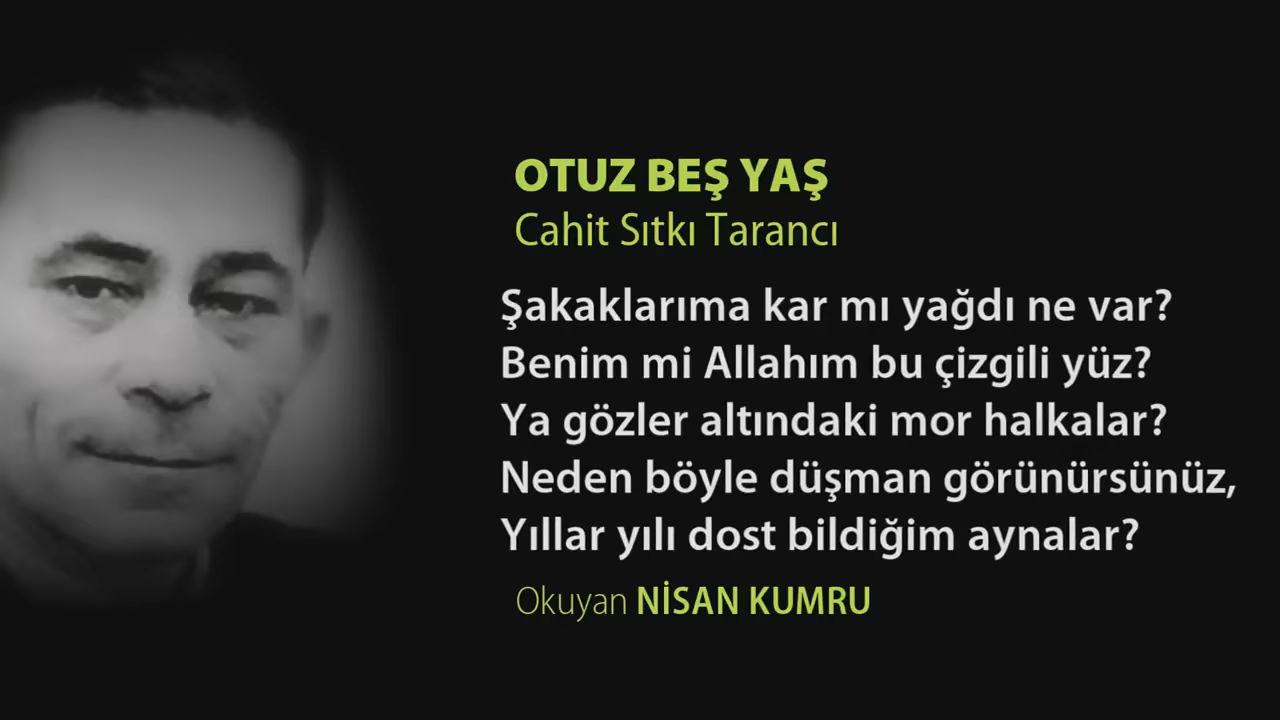 OTUZ BEŞ YAŞ
Cahit Sıtkı Tarancı
Şakaklarıma kar mı yağdı ne var?
Benim mi Allahım bu çizgili yüz?
Ya gözler altındaki mor halkalar?
Neden böyle düşman görünürsünüz,
Yıllar yılı dost bildiğim aynalar?
Okuyan NİSAN KUMRU